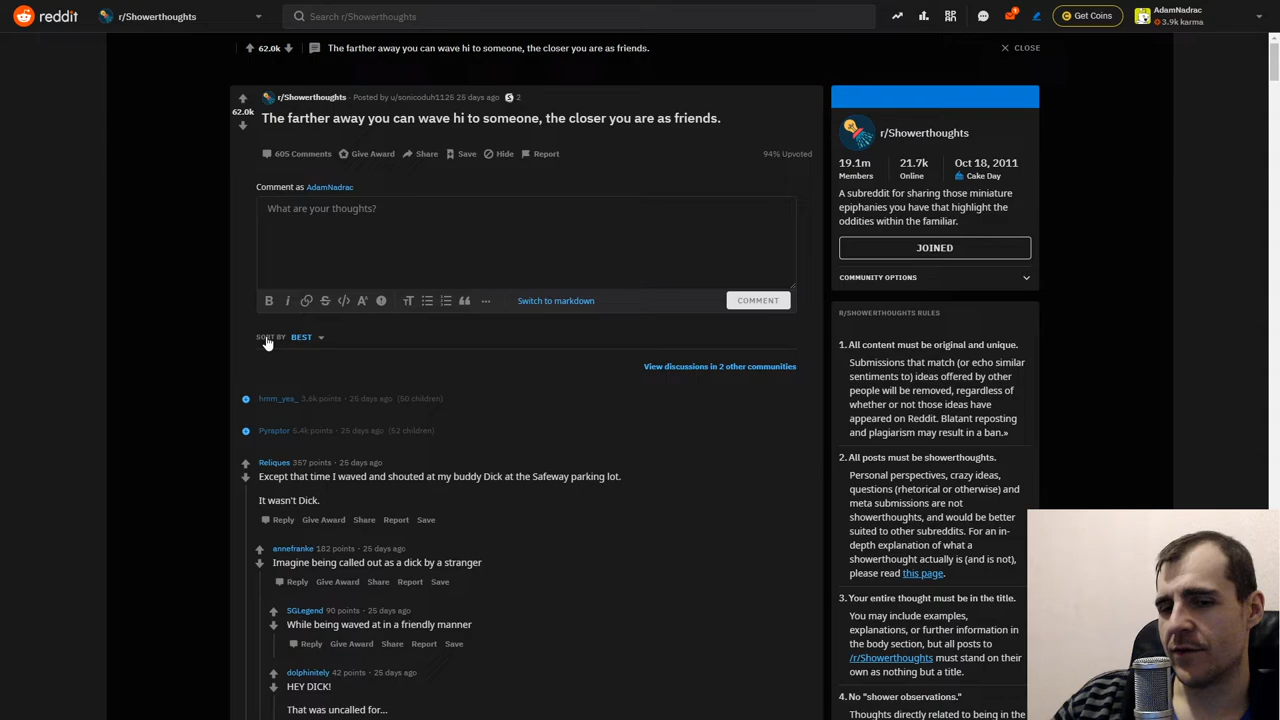 reddit r/Showerthoughts Search r/Showerthoughts 1 Get Coins AdamNadrac
3.9k karma
62.0k The farther away you can wave hi to someone, the closer you are as friends. CLOSE
r/Showerthoughts · Posted by u/sonicoduh1125 25 days ago S 2
62.0k
The farther away you can wave hi to someone, the closer you are as friends.
605 Comments Give Award Share Save Hide Report 94% Upvoted
Comment as AdamNadrac
What are your thoughts?
B i Switch to markdown COMMENT
SORT BY BEST
View discussions in 2 other communities
hmm_yes_ 3.6k points · 25 days ago (50 children)
Pyraptor 5.4k points · 25 days ago (52 children)
Reliques 357 points · 25 days ago
Except that time I waved and shouted at my buddy Dick at the Safeway parking lot.
It wasn't Dick.
Reply Give Award Share Report Save
annefranke 182 points · 25 days ago
Imagine being called out as a dick by a stranger
Reply Give Award Share Report Save
SGLegend 90 points · 25 days ago
While being waved at in a friendly manner
Reply Give Award Share Report Save
dolphinitely 42 points · 25 days ago
HEY DICK!
That was uncalled for...
r/Showerthoughts
19.1m 21.7k Oct 18, 2011
Members Online Cake Day
A subreddit for sharing those miniature
epiphanies you have that highlight the
oddities within the familiar.
JOINED
COMMUNITY OPTIONS
R/SHOWERTHOUGHTS RULES
1. All content must be original and unique.
Submissions that match (or echo similar
sentiments to) ideas offered by other
people will be removed, regardless of
whether or not those ideas have
appeared on Reddit. Blatant reposting
and plagiarism may result in a ban.»
2. All posts must be showerthoughts.
Personal perspectives, crazy ideas,
questions (rhetorical or otherwise) and
meta submissions are not
showerthoughts, and would be better
suited to other subreddits. For an in-
depth explanation of what a
showerthought actually is (and is not),
please read this page.
3. Your entire thought must be in the title.
You may include examples,
explanations, or further information in
the body section, but all posts to
/r/Showerthoughts must stand on their
own as nothing but a title.
4. No "shower observations."
Thoughts directly related to being in the